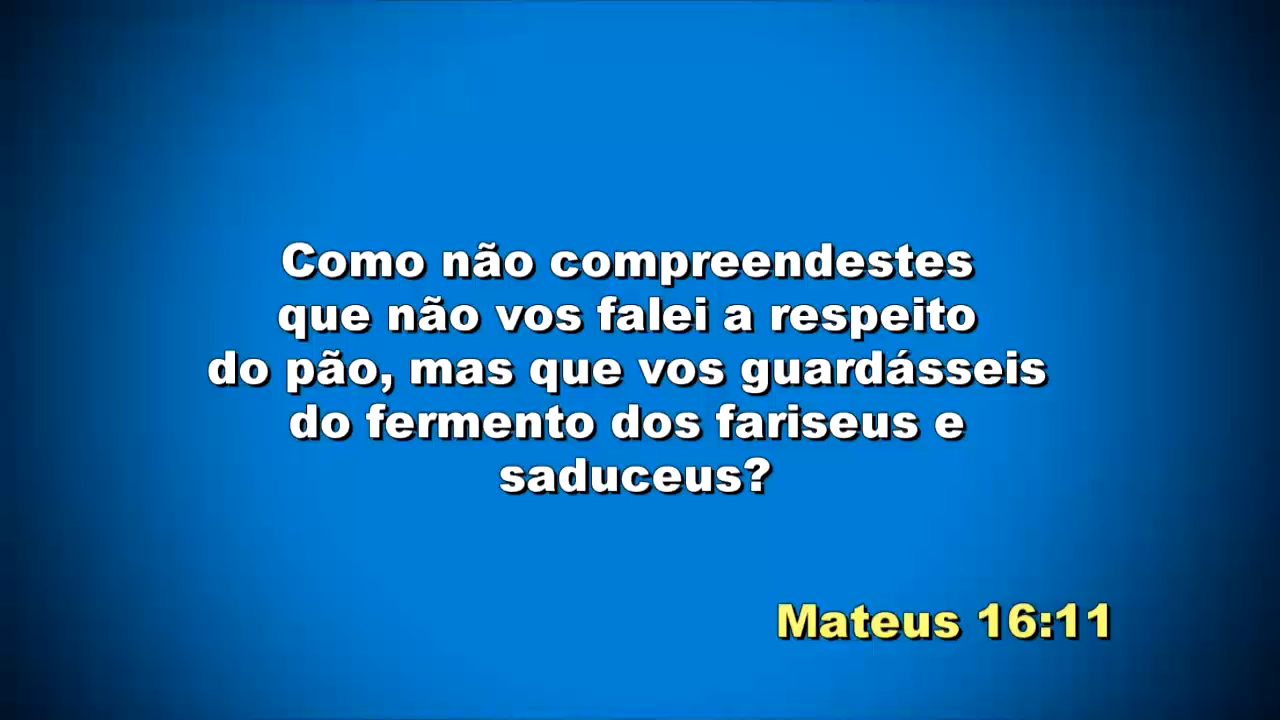 Como não compreendestes
que não vos falei a respeito
do pão, mas que vos guardásseis
do fermento dos fariseus e
saduceus?
Mateus 16:11